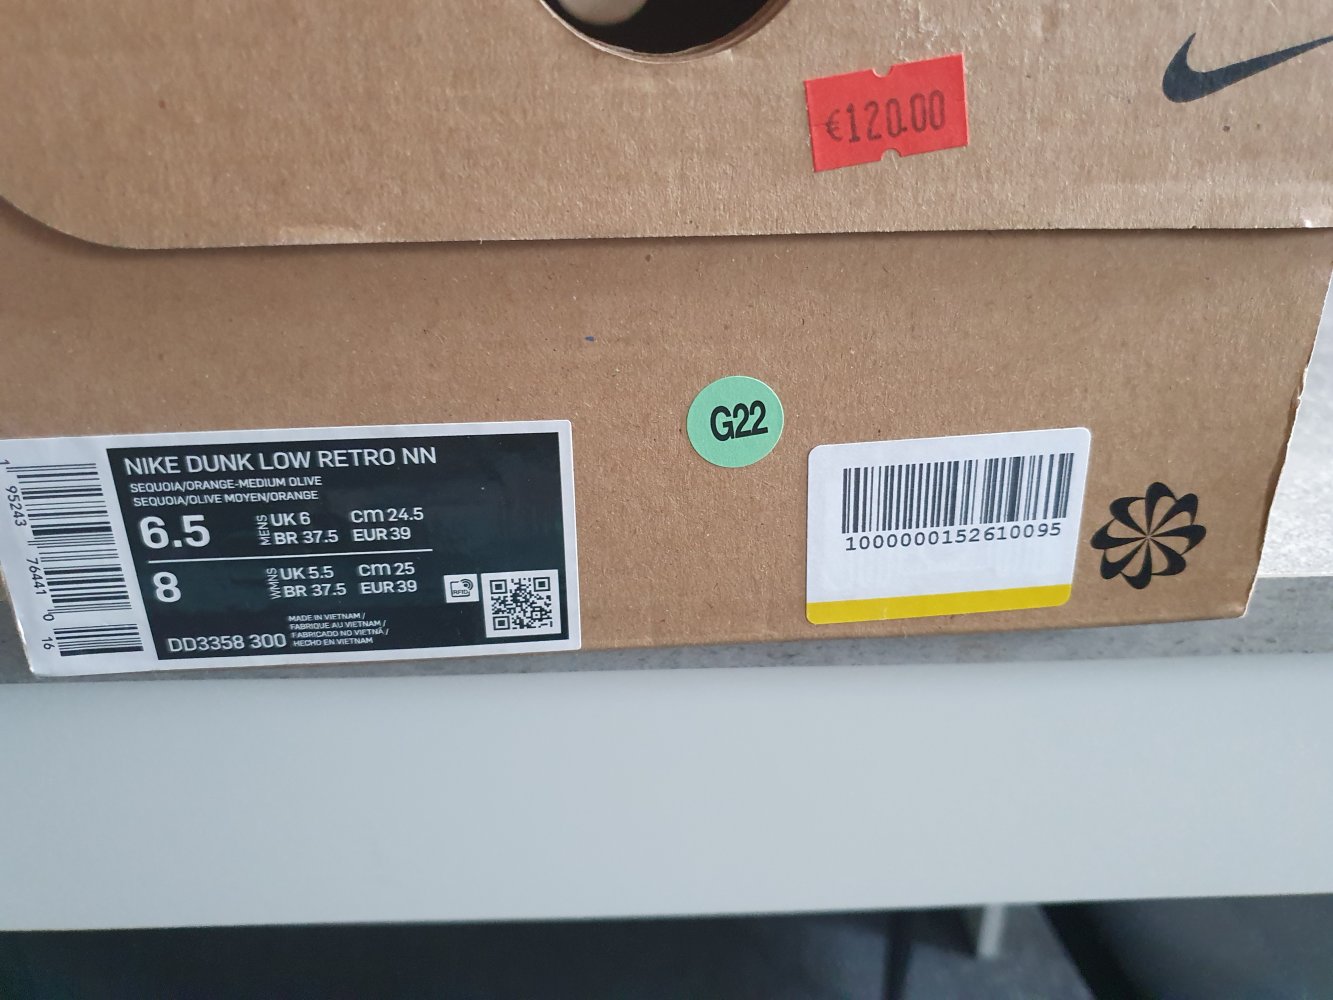 €120.00
G22
NIKE DUNK LOW RETRO NN
SEQUOIA/ORANGE-MEDIUM OLIVE
SEQUOIA/OLIVE MOYEN/ORANGE
6.5
MENS
UK 6 cm 24.5
BR 37.5 EUR 39
8
WMNS
UK 5.5 cm 25
BR 37.5 EUR 39
RFID
DD3358 300
MADE IN VIETNAM /
FABRIQUE AU VIETNAM /
FABRICADO NO VIETNÃ /
HECHO EN VIETNAM
1 95243 76441 0 16
1000000152610095